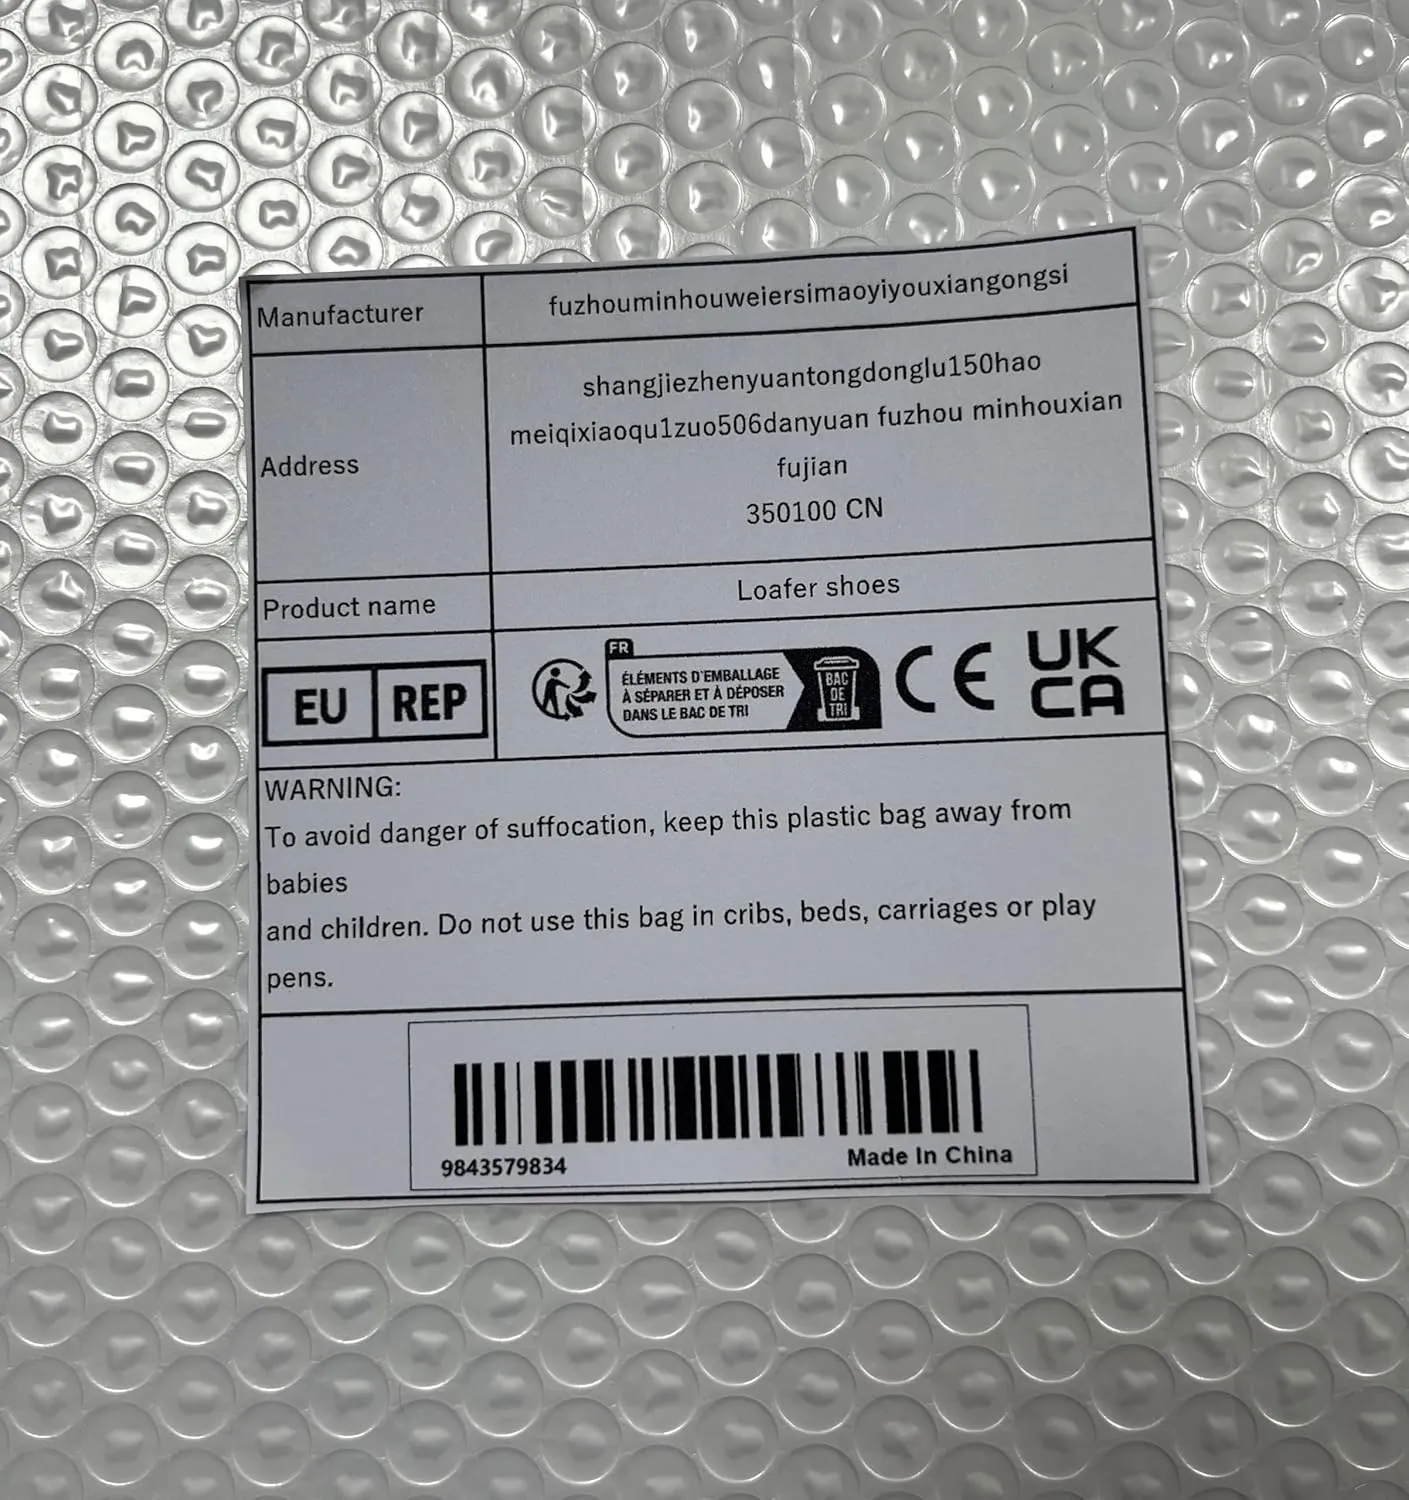 Manufacturer
fuzhouminhouweiersimaoyiyouxiangongsi
Address
shangjiezhenyuantongdonglu150hao
meiqixiaoqu1zuo506danyuan fuzhou minhouxian
fujian
350100 CN
Product name
Loafer shoes
EU REP
FR
ÉLÉMENTS D'EMBALLAGE
À SÉPARER ET À DÉPOSER
DANS LE BAC DE TRI
BAC
DE
TRI
CE
UK
CA
WARNING:
To avoid danger of suffocation, keep this plastic bag away from
babies
and children. Do not use this bag in cribs, beds, carriages or play
pens.
9843579834
Made In China